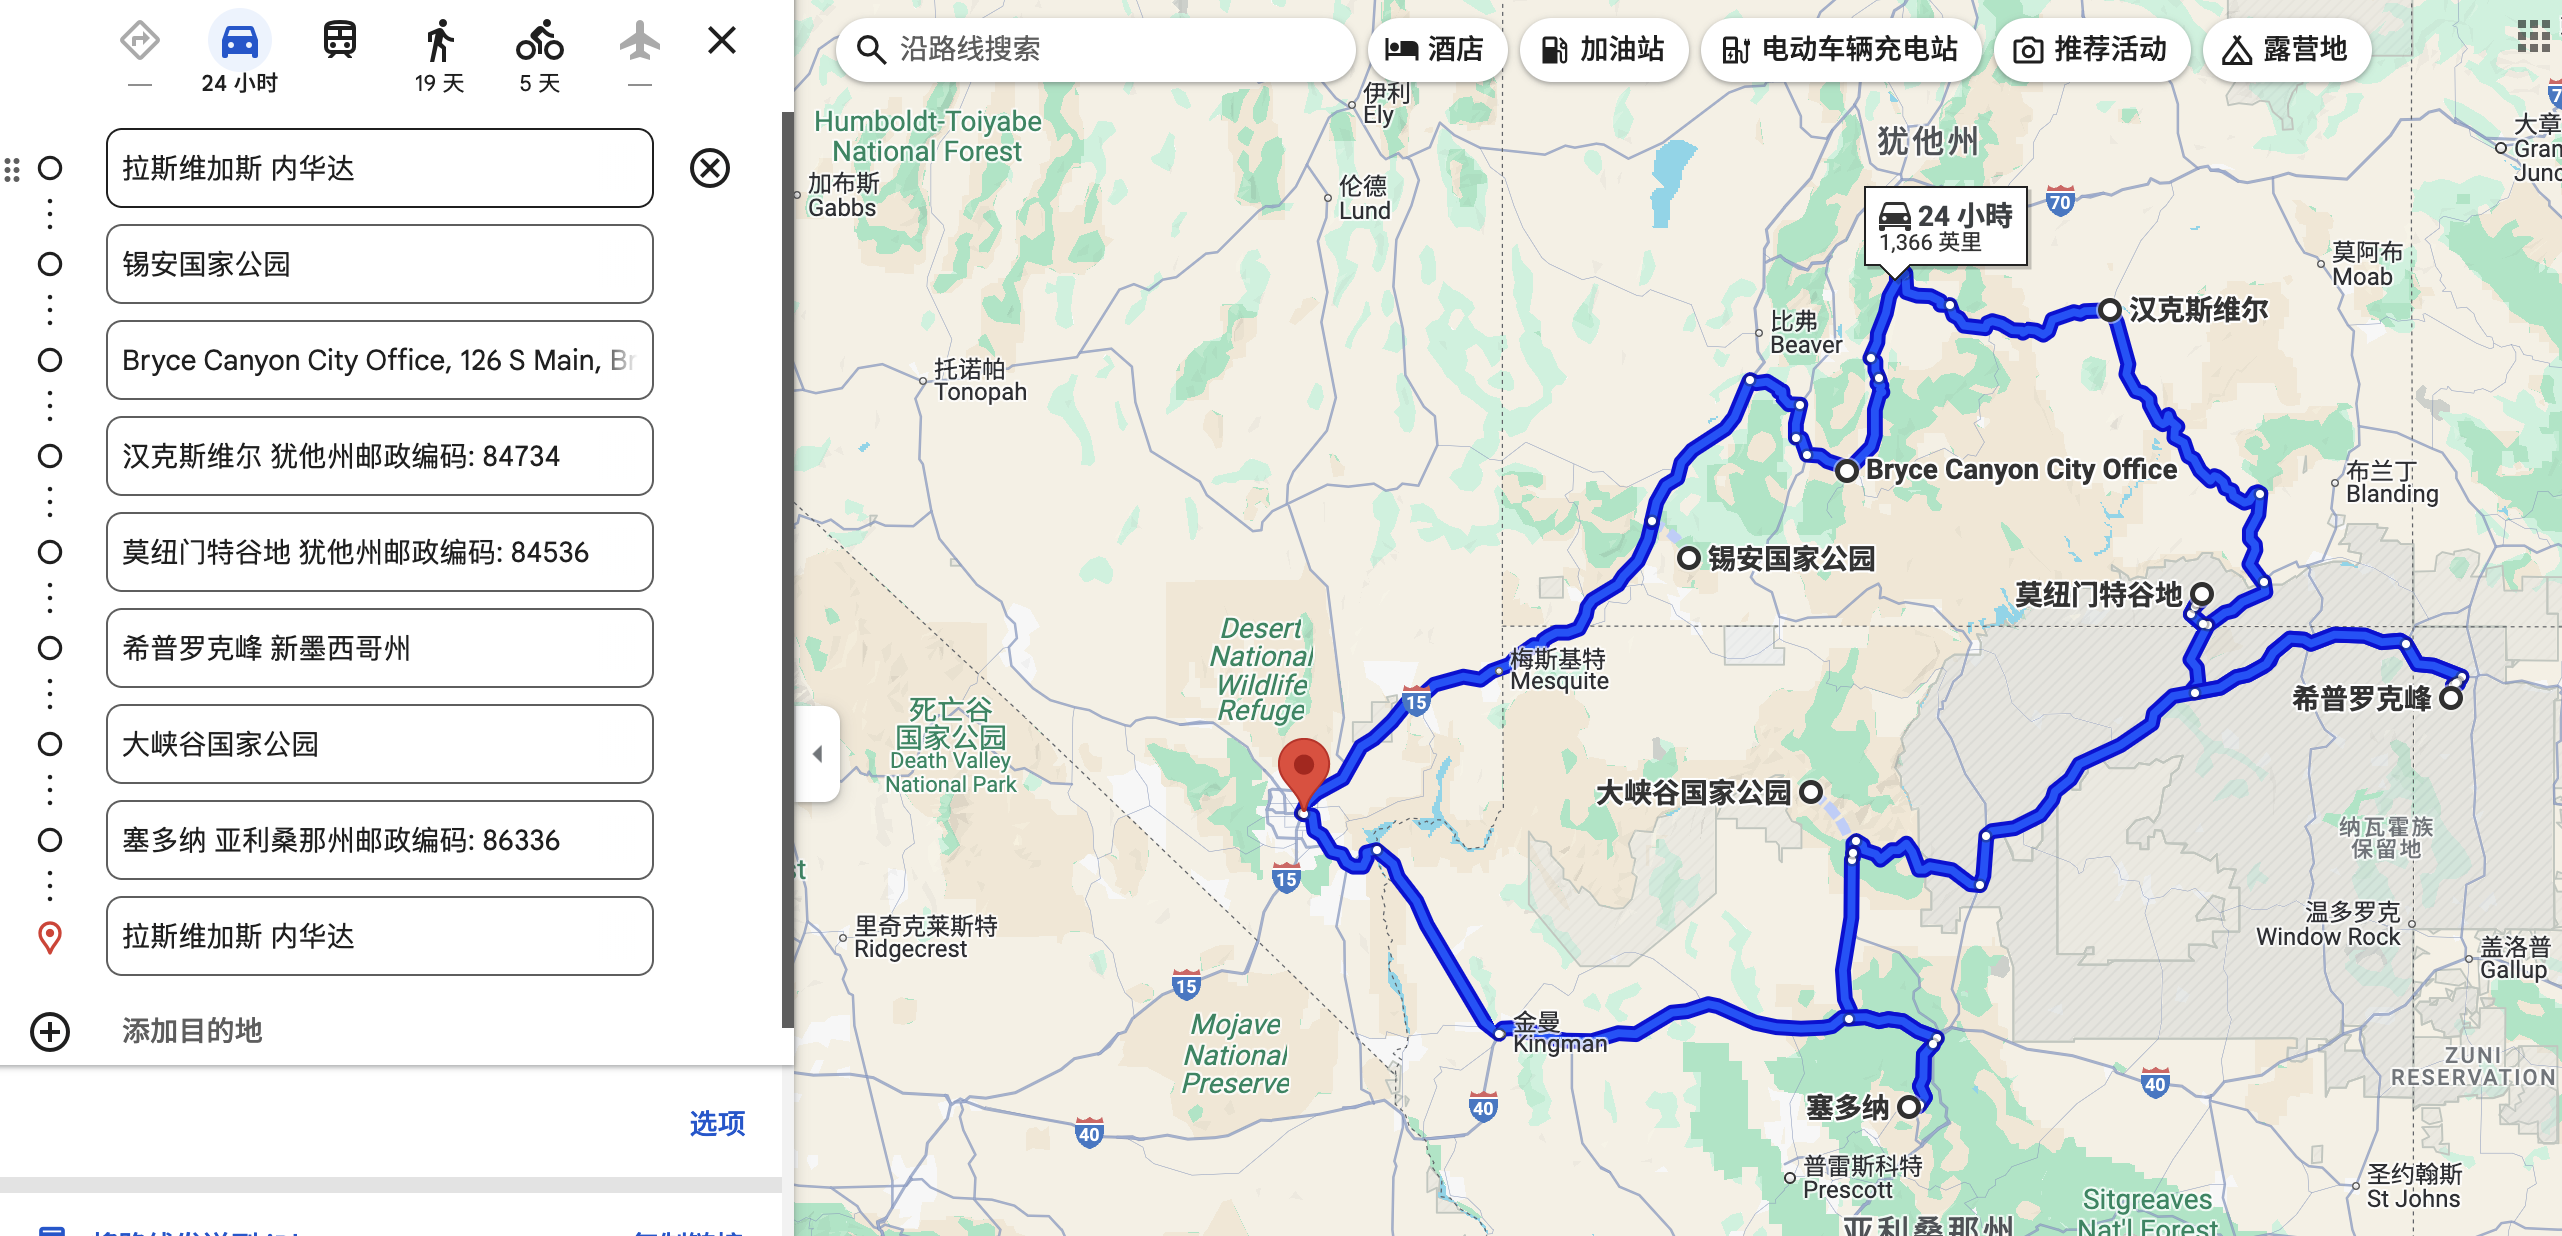 24 小时
19 天
5 天
拉斯维加斯 内华达
锡安国家公园
Bryce Canyon City Office, 126 S Main, Br
汉克斯维尔 犹他州邮政编码: 84734
莫纽门特谷地 犹他州邮政编码: 84536
希普罗克峰 新墨西哥州
大峡谷国家公园
塞多纳 亚利桑那州邮政编码: 86336
拉斯维加斯 内华达
添加目的地
选项
沿路线搜索
酒店
加油站
电动车辆充电站
推荐活动
露营地
伊利
Ely
Humboldt-Toiyabe
National Forest
加布斯
Gabbs
伦德
Lund
犹他州
24 小時
1,366 英里
70
大章
Gran
Junc
莫阿布
Moab
汉克斯维尔
比弗
Beaver
托诺帕
Tonopah
Bryce Canyon City Office
布兰丁
Blanding
锡安国家公园
莫纽门特谷地
Desert
National
Wildlife
Refuge
梅斯基特
Mesquite
15
希普罗克峰
死亡谷
国家公园
Death Valley
National Park
大峡谷国家公园
纳瓦霍族
保留地
15
里奇克莱斯特
Ridgecrest
温多罗克
Window Rock
盖洛普
Gallup
15
Mojave
National
Preserve
金曼
Kingman
40
40
40
ZUNI
RESERVATION
塞多纳
普雷斯科特
Prescott
圣约翰斯
St Johns
Sitgreaves
Nat'l Forest
亚利桑那州